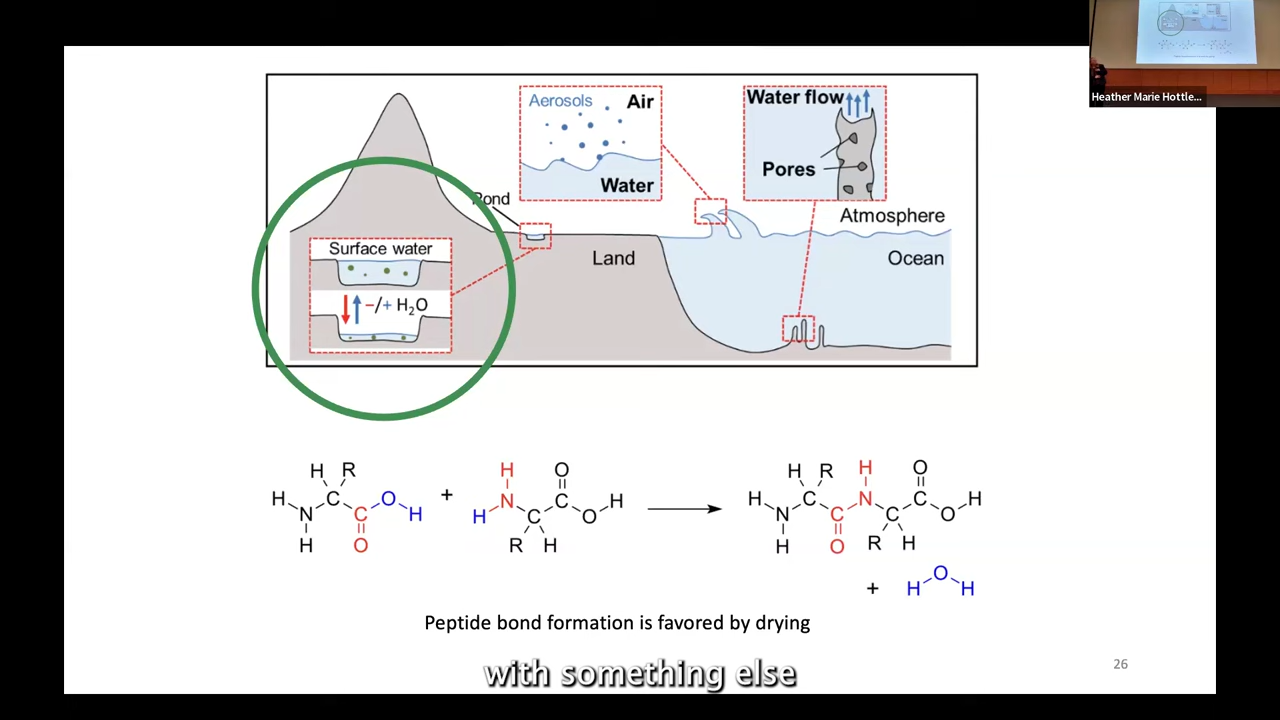 Heather Marie Hottle...
Aerosols Air
Water
Water flow
Pores
Pond
Atmosphere
Surface water
Land
Ocean
−/+ H2O
H R
H N C C O H
H O
+
H O
H N C C O H
R H
H R H O
H N C C N C C O H
H O R H
+ H O H
Peptide bond formation is favored by drying
with something else
26